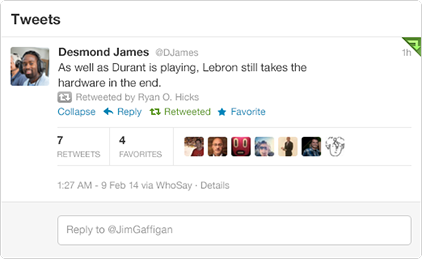 Tweets
Desmond James @DJames 1h
As well as Durant is playing, Lebron still takes the
hardware in the end.
Retweeted by Ryan O. Hicks
Collapse Reply Retweeted Favorite
7 4
RETWEETS FAVORITES
1:27 AM - 9 Feb 14 via WhoSay · Details
Reply to @JimGaffigan